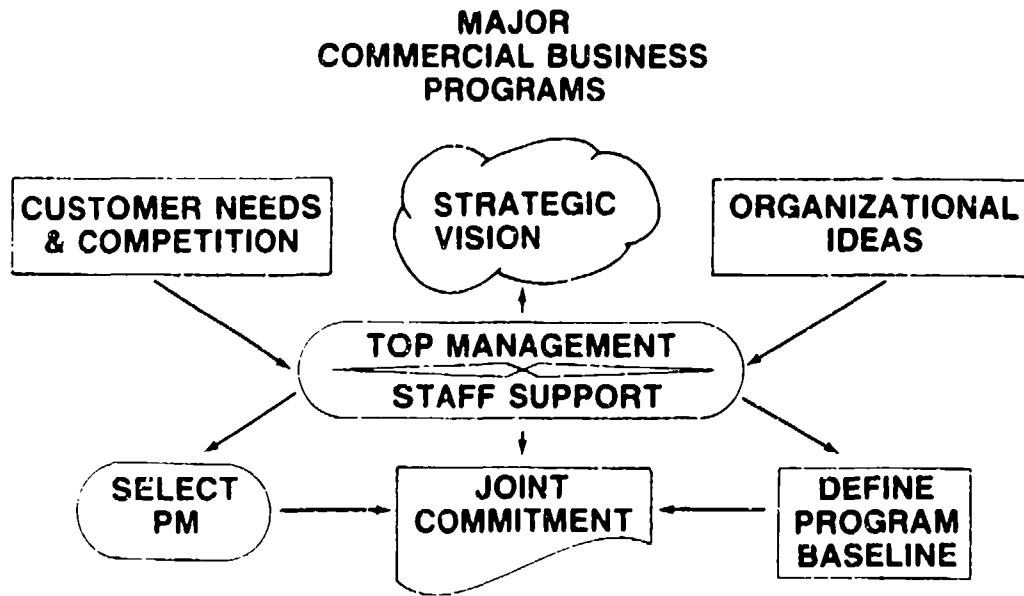 MAJOR
COMMERCIAL BUSINESS
PROGRAMS
CUSTOMER NEEDS
& COMPETITION
STRATEGIC
VISION
ORGANIZATIONAL
IDEAS
TOP MANAGEMENT
STAFF SUPPORT
SELECT
PM
JOINT
COMMITMENT
DEFINE
PROGRAM
BASELINE